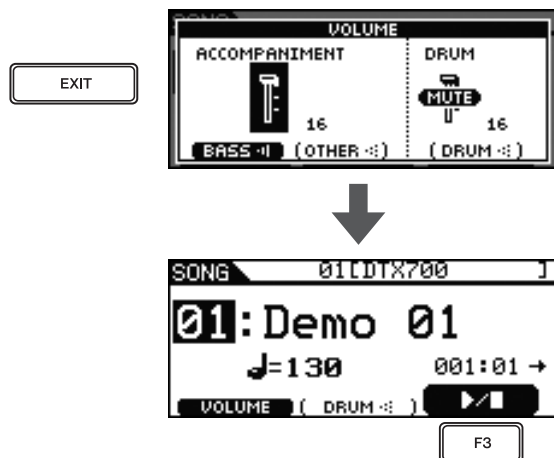 VOLUME
ACCOMPANIMENT DRUM
EXIT
MUTE
16 16
BASS (OTHER) (DRUM)
SONG 01[DTX700 ]
01:Demo 01
♩=130 001:01→
VOLUME (DRUM) ▶/■
F3